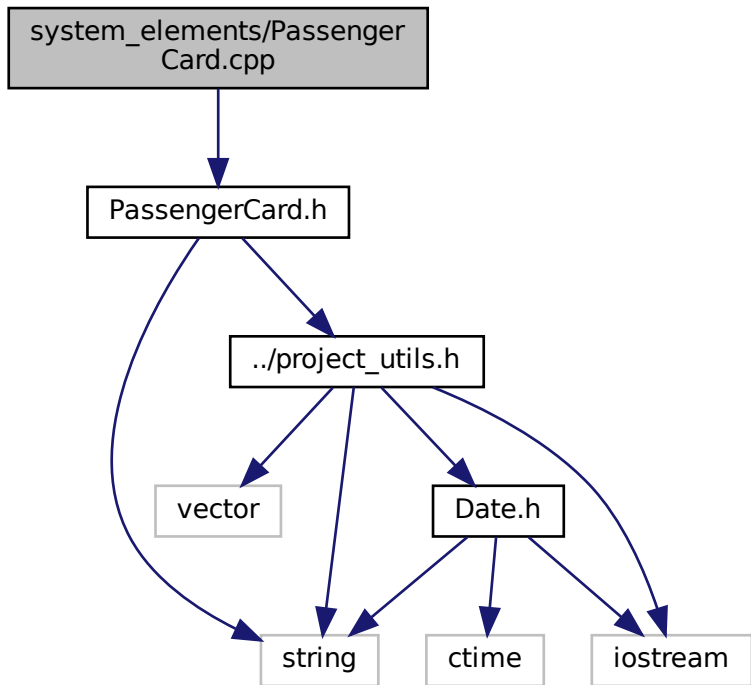 system_elements/Passenger
Card.cpp
PassengerCard.h
../project_utils.h
vector
Date.h
string
ctime
iostream